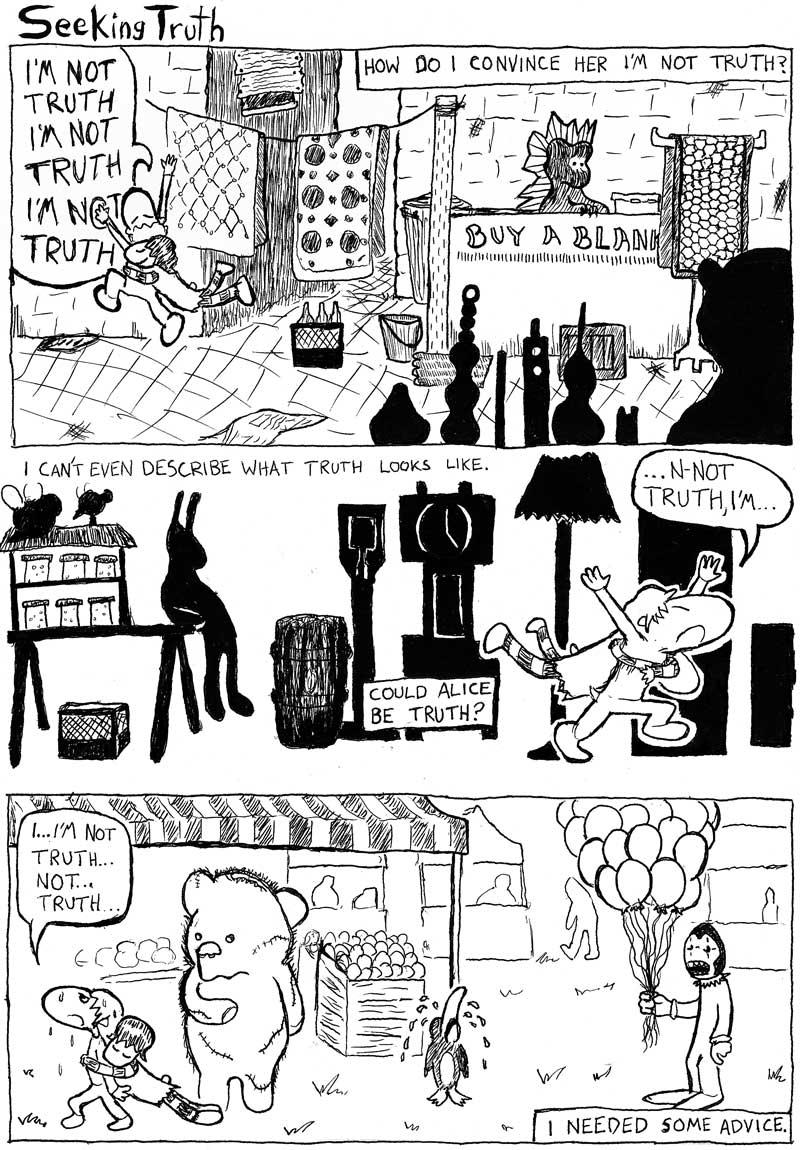 Seeking Truth
I'M NOT
TRUTH
I'M NOT
TRUTH
I'M NOT
TRUTH
HOW DO I CONVINCE HER I'M NOT TRUTH?
BUY A BLANK
I CAN'T EVEN DESCRIBE WHAT TRUTH LOOKS LIKE.
...N-NOT
TRUTH, I'M...
COULD ALICE
BE TRUTH?
I...I'M NOT
TRUTH...
NOT...
TRUTH...
I NEEDED SOME ADVICE.